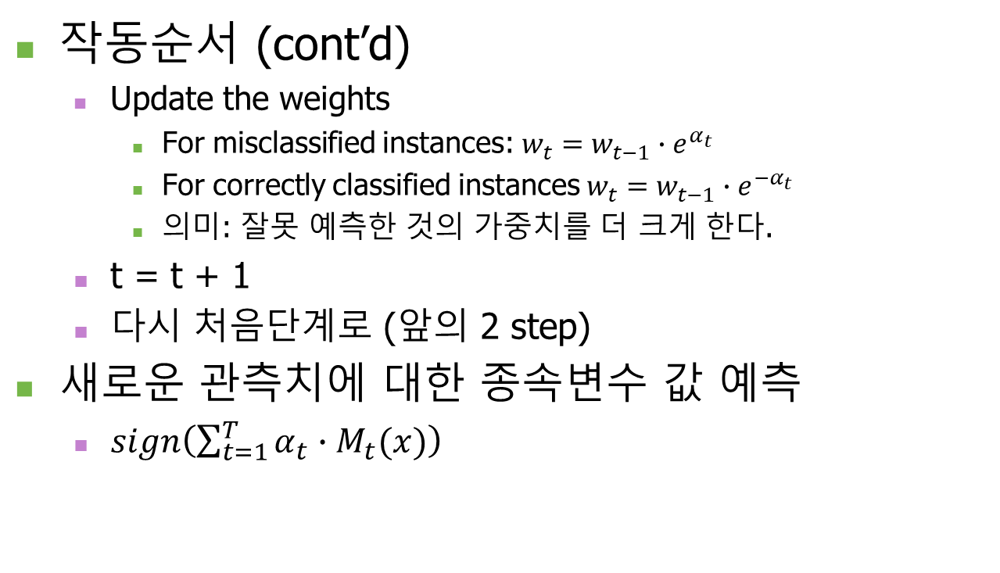 작동순서 (cont’d)
Update the weights
For misclassified instances: $w_t = w_{t-1} \cdot e^{\alpha_t}$
For correctly classified instances $w_t = w_{t-1} \cdot e^{-\alpha_t}$
의미: 잘못 예측한 것의 가중치를 더 크게 한다.
t = t + 1
다시 처음단계로 (앞의 2 step)
새로운 관측치에 대한 종속변수 값 예측
$sign(\sum_{t=1}^{T} \alpha_t \cdot M_t(x))$